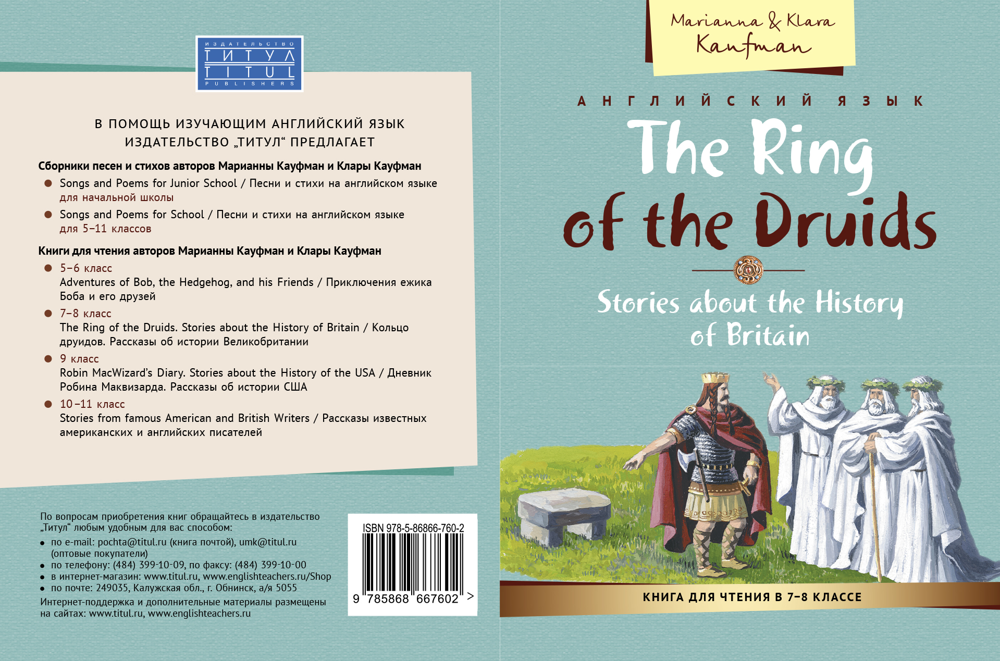 ИЗДАТЕЛЬСТВО
ТИТУЛ
TITUL
PUBLISHERS
В ПОМОЩЬ ИЗУЧАЮЩИМ АНГЛИЙСКИЙ ЯЗЫК
ИЗДАТЕЛЬСТВО „ТИТУЛ“ ПРЕДЛАГАЕТ
Сборники песен и стихов авторов Марианны Кауфман и Клары Кауфман
● Songs and Poems for Junior School / Песни и стихи на английском языке
для начальной школы
● Songs and Poems for School / Песни и стихи на английском языке
для 5–11 классов
Книги для чтения авторов Марианны Кауфман и Клары Кауфман
● 5–6 класс
Adventures of Bob, the Hedgehog, and his Friends / Приключения ежика
Боба и его друзей
● 7–8 класс
The Ring of the Druids. Stories about the History of Britain / Кольцо
друидов. Рассказы об истории Великобритании
● 9 класс
Robin MacWizard’s Diary. Stories about the History of the USA / Дневник
Робина Маквизарда. Рассказы об истории США
● 10–11 класс
Stories from famous American and British Writers / Рассказы известных
американских и английских писателей
По вопросам приобретения книг обращайтесь в издательство
„Титул“ любым удобным для вас способом:
• по e-mail: pochta@titul.ru (книга почтой), umk@titul.ru
(оптовые покупатели)
• по телефону: (484) 399-10-09, по факсу: (484) 399-10-00
• в интернет-магазин: www.titul.ru, www.englishteachers.ru/Shop
• по почте: 249035, Калужская обл., г. Обнинск, а/я 5055
Интернет-поддержка и дополнительные материалы размещены
на сайтах: www.titul.ru, www.englishteachers.ru
ISBN 978-5-86866-760-2
9 785868 667602 >
Marianna & Klara
Kaufman
АНГЛИЙСКИЙ ЯЗЫК
The Ring
of the Druids
Stories about the History
of Britain
КНИГА ДЛЯ ЧТЕНИЯ В 7–8 КЛАССЕ